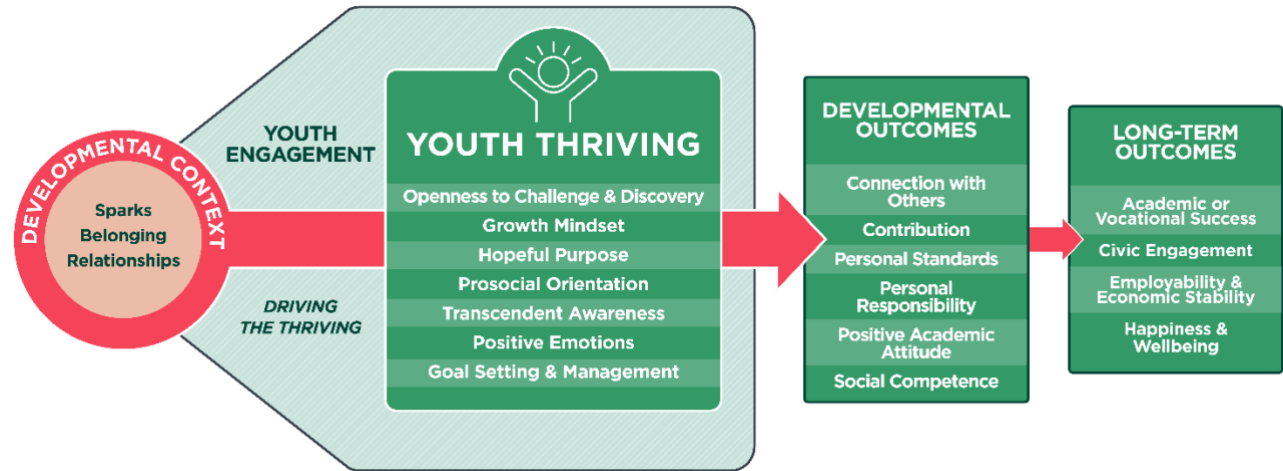 DEVELOPMENTAL CONTEXT
Sparks
Belonging
Relationships
YOUTH
ENGAGEMENT
DRIVING
THE THRIVING
YOUTH THRIVING
Openness to Challenge & Discovery
Growth Mindset
Hopeful Purpose
Prosocial Orientation
Transcendent Awareness
Positive Emotions
Goal Setting & Management
DEVELOPMENTAL
OUTCOMES
Connection with
Others
Contribution
Personal Standards
Personal
Responsibility
Positive Academic
Attitude
Social Competence
LONG-TERM
OUTCOMES
Academic or
Vocational Success
Civic Engagement
Employability &
Economic Stability
Happiness &
Wellbeing